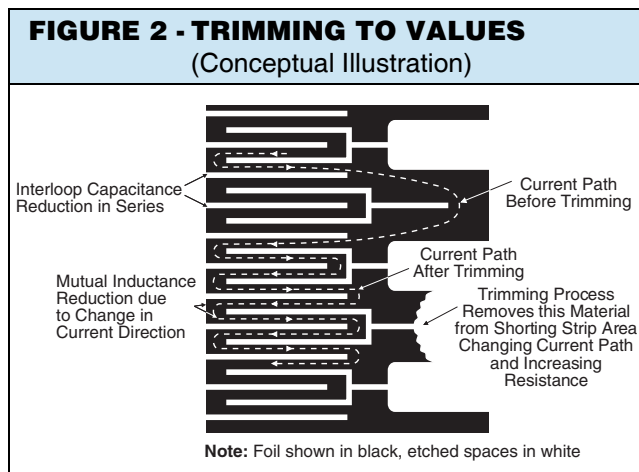 FIGURE 2 - TRIMMING TO VALUES
(Conceptual Illustration)
Interloop Capacitance
Reduction in Series
Current Path
Before Trimming
Current Path
After Trimming
Mutual Inductance
Reduction due
to Change in
Current Direction
Trimming Process
Removes this Material
from Shorting Strip Area
Changing Current Path
and Increasing
Resistance
Note: Foil shown in black, etched spaces in white